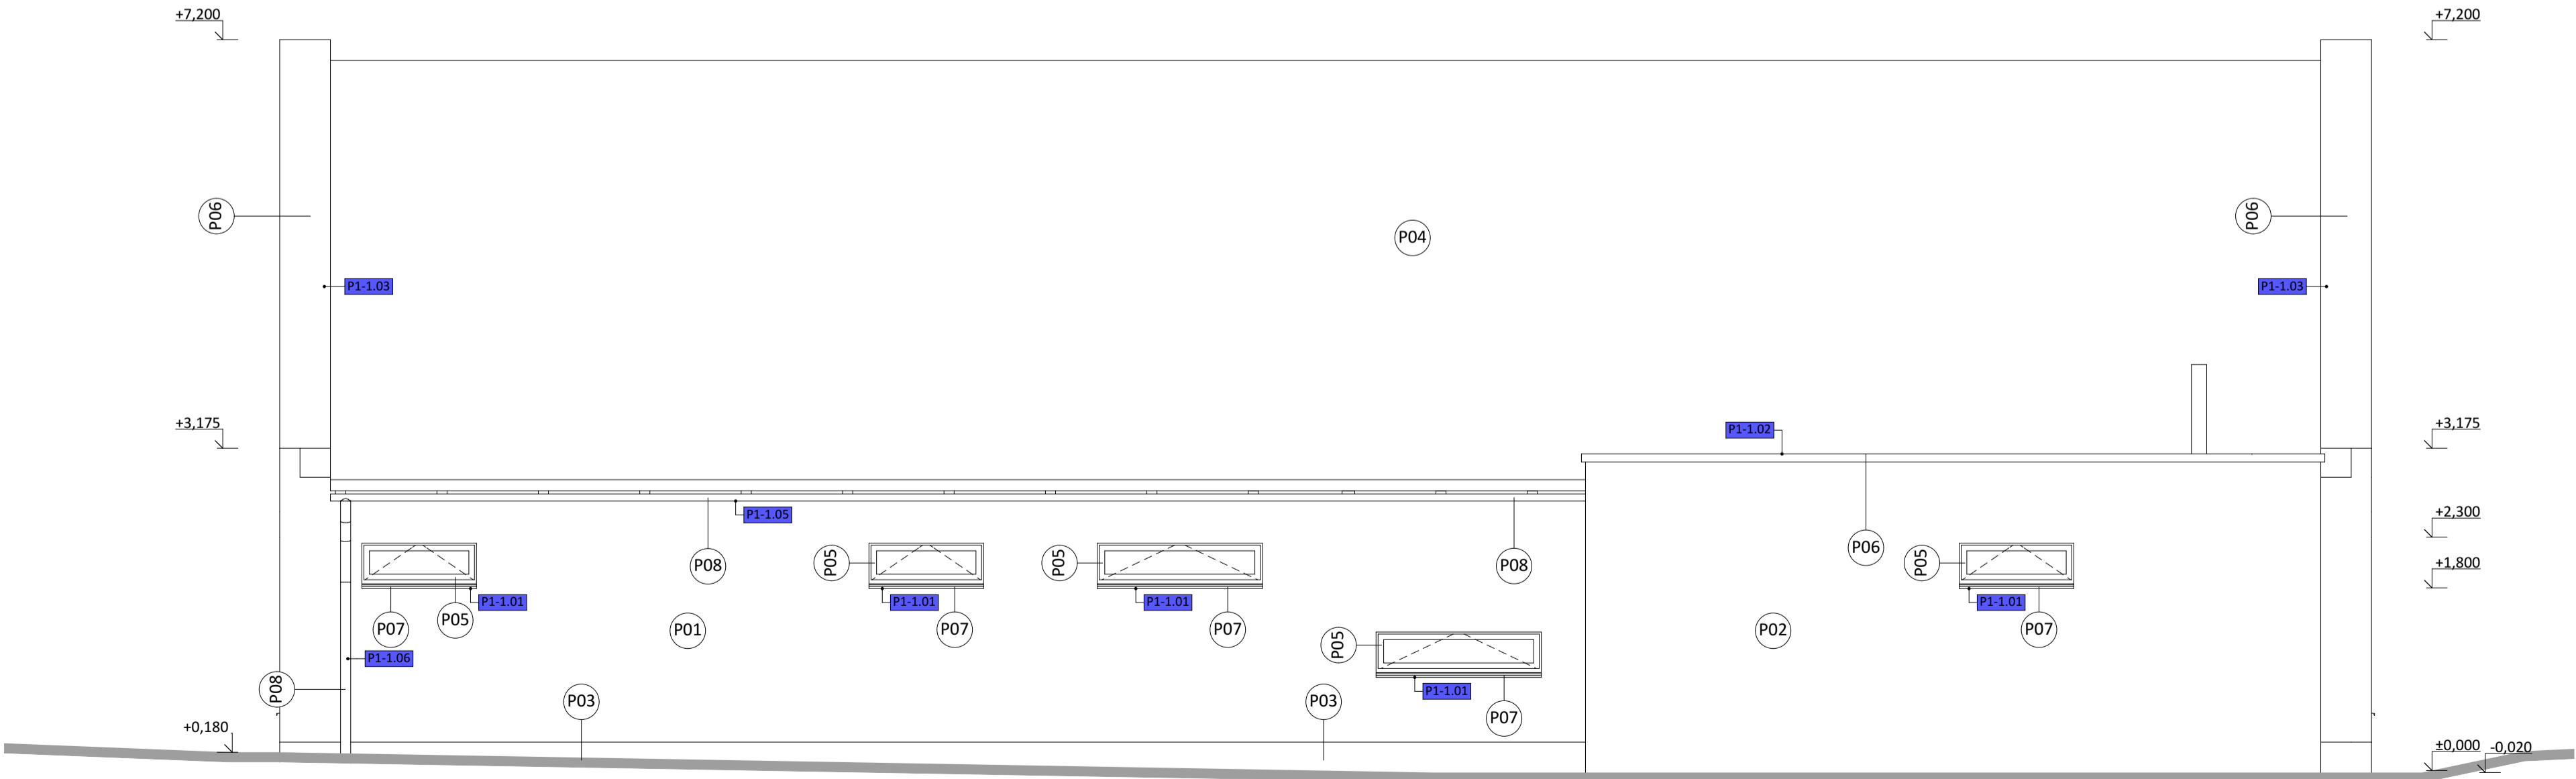 +7,200
+7,200
P06
P06
P04
P1-1.03
P1-1.03
+3,175
+3,175
P1-1.02
P1-1.05
+2,300
P08
P08
P06
P05
P05
P05
+1,800
P1-1.01
P1-1.01
P1-1.01
P1-1.01
P07
P05
P01
P07
P07
P02
P07
P05
P1-1.06
P08
P1-1.01
P03
P03
P07
+0,180
±0,000
-0,020